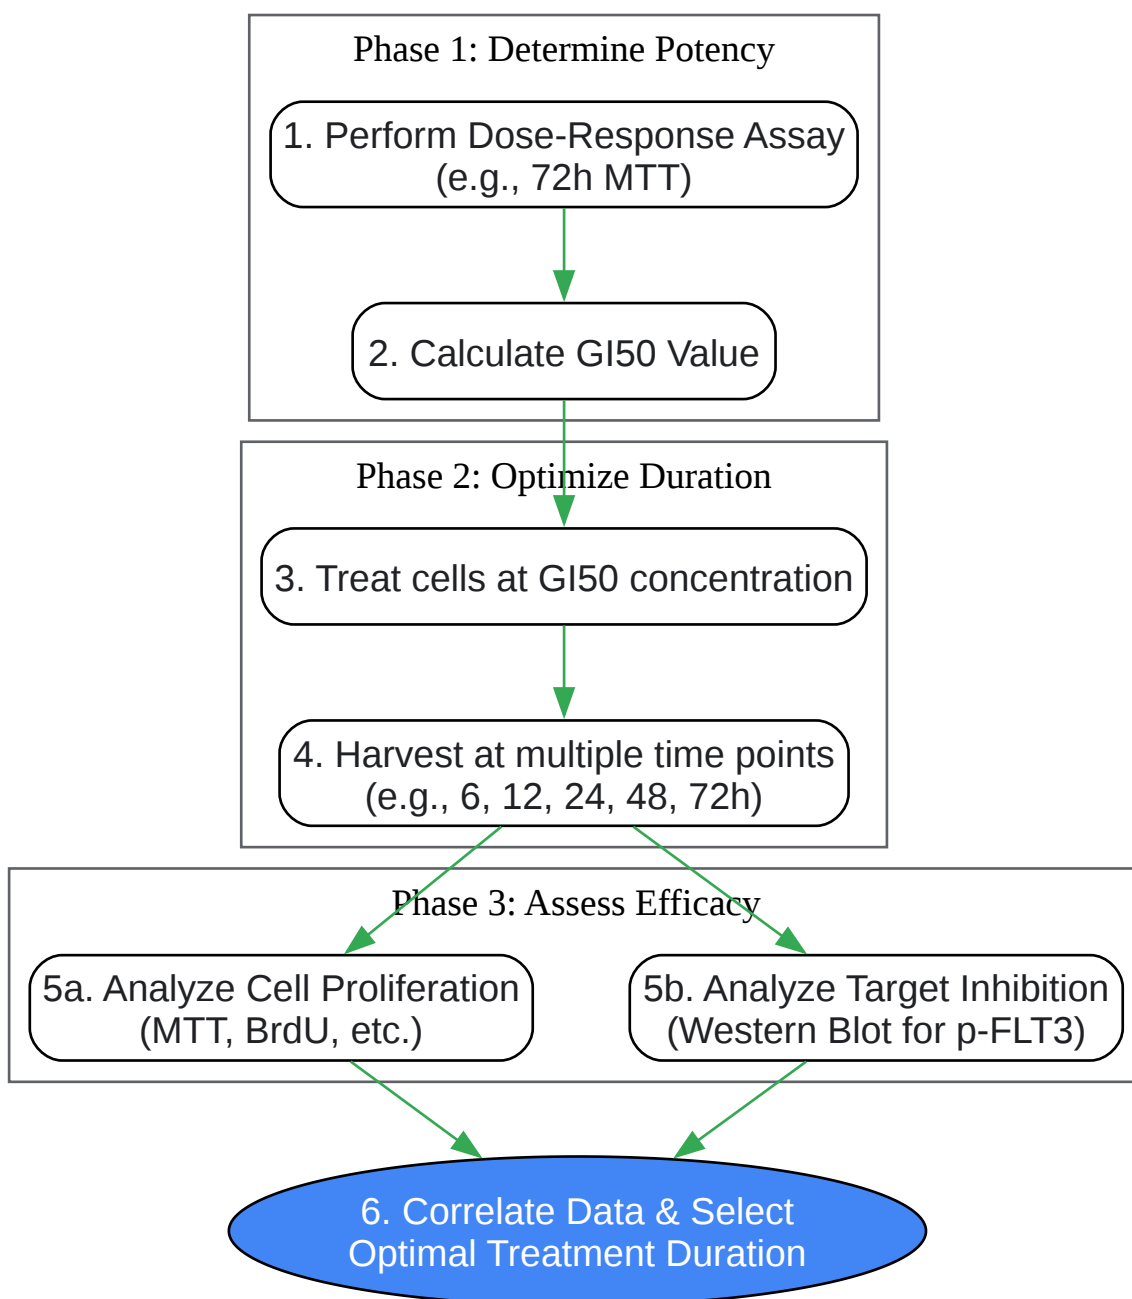 Phase 1: Determine Potency
1. Perform Dose-Response Assay
(e.g., 72h MTT)
2. Calculate GI50 Value
Phase 2: Optimize Duration
3. Treat cells at GI50 concentration
4. Harvest at multiple time points
(e.g., 6, 12, 24, 48, 72h)
Phase 3: Assess Efficacy
5a. Analyze Cell Proliferation
(MTT, BrdU, etc.)
5b. Analyze Target Inhibition
(Western Blot for p-FLT3)
6. Correlate Data & Select
Optimal Treatment Duration